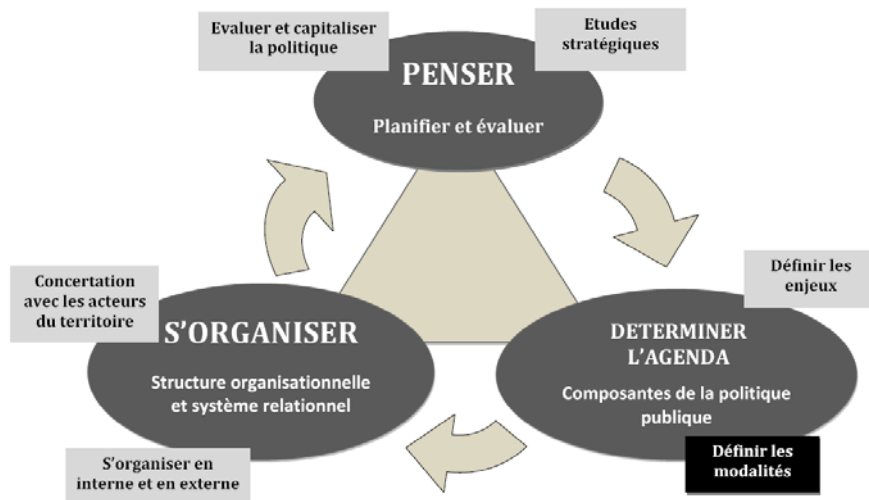 Evaluer et capitaliser
la politique
Etudes
stratégiques
PENSER
Planifier et évaluer
Concertation
avec les acteurs
du territoire
Définir les
enjeux
S'ORGANISER
Structure organisationnelle
et système relationnel
DETERMINER
L'AGENDA
Composantes de la politique
publique
S'organiser en
interne et en externe
Définir les
modalités